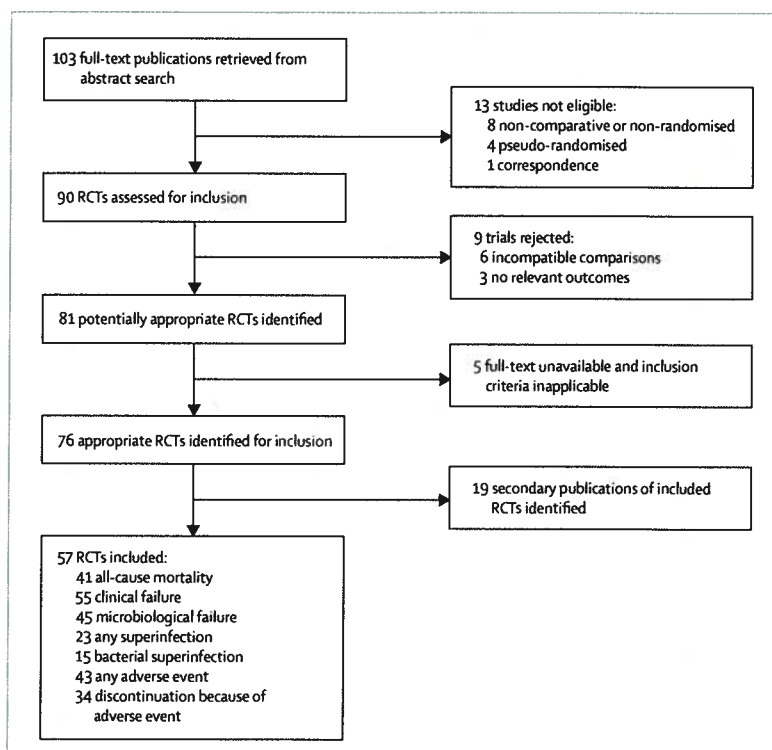 103 full-text publications retrieved from
abstract search
13 studies not eligible:
8 non-comparative or non-randomised
4 pseudo-randomised
1 correspondence
90 RCTs assessed for inclusion
9 trials rejected:
6 incompatible comparisons
3 no relevant outcomes
81 potentially appropriate RCTs identified
5 full-text unavailable and inclusion
criteria inapplicable
76 appropriate RCTs identified for inclusion
19 secondary publications of included
RCTs identified
57 RCTs included:
41 all-cause mortality
55 clinical failure
45 microbiological failure
23 any superinfection
15 bacterial superinfection
43 any adverse event
34 discontinuation because of
adverse event